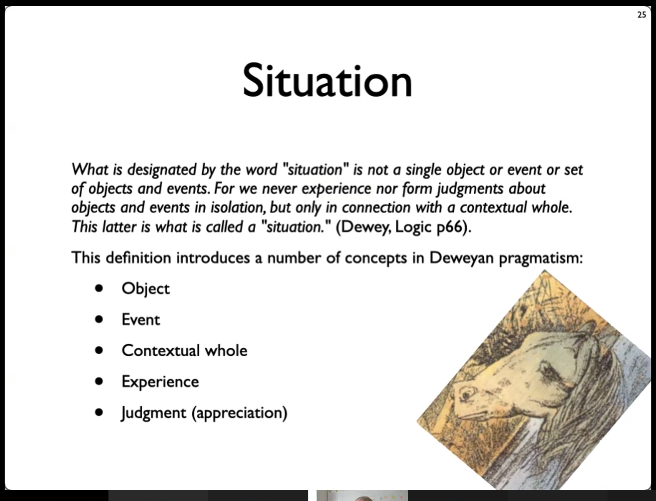 25
Situation
What is designated by the word "situation" is not a single object or event or set
of objects and events. For we never experience nor form judgments about
objects and events in isolation, but only in connection with a contextual whole.
This latter is what is called a "situation." (Dewey, Logic p66).
This definition introduces a number of concepts in Deweyan pragmatism:
• Object
• Event
• Contextual whole
• Experience
• Judgment (appreciation)